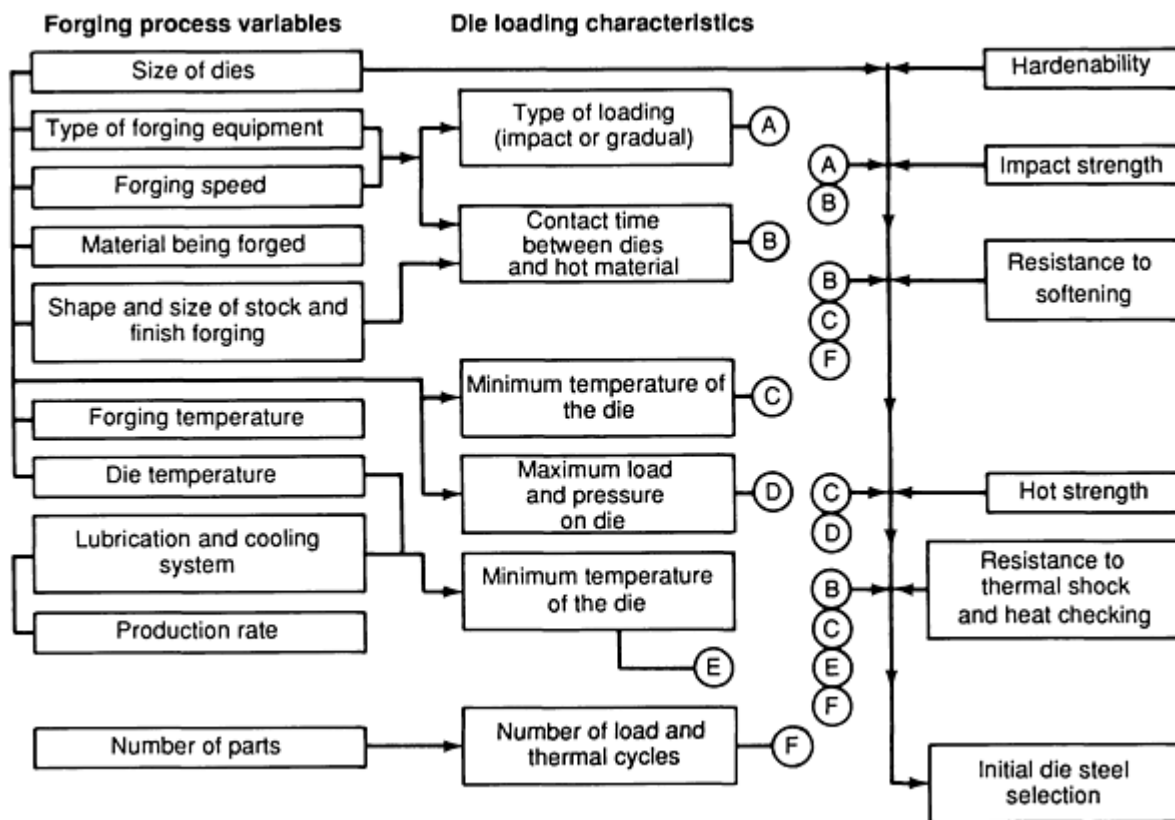 Forging process variables
Die loading characteristics
Size of dies
Hardenability
Type of forging equipment
Type of loading
(impact or gradual)
A
Forging speed
A
Impact strength
B
Material being forged
Contact time
between dies
and hot material
B
Shape and size of stock and
finish forging
B
Resistance to
softening
C
F
Minimum temperature of
the die
C
Forging temperature
Die temperature
Maximum load
and pressure
on die
D
C
Hot strength
D
Lubrication and cooling
system
Minimum temperature
of the die
B
Resistance to
thermal shock
and heat checking
C
Production rate
E
E
F
Number of parts
Number of load and
thermal cycles
F
Initial die steel
selection